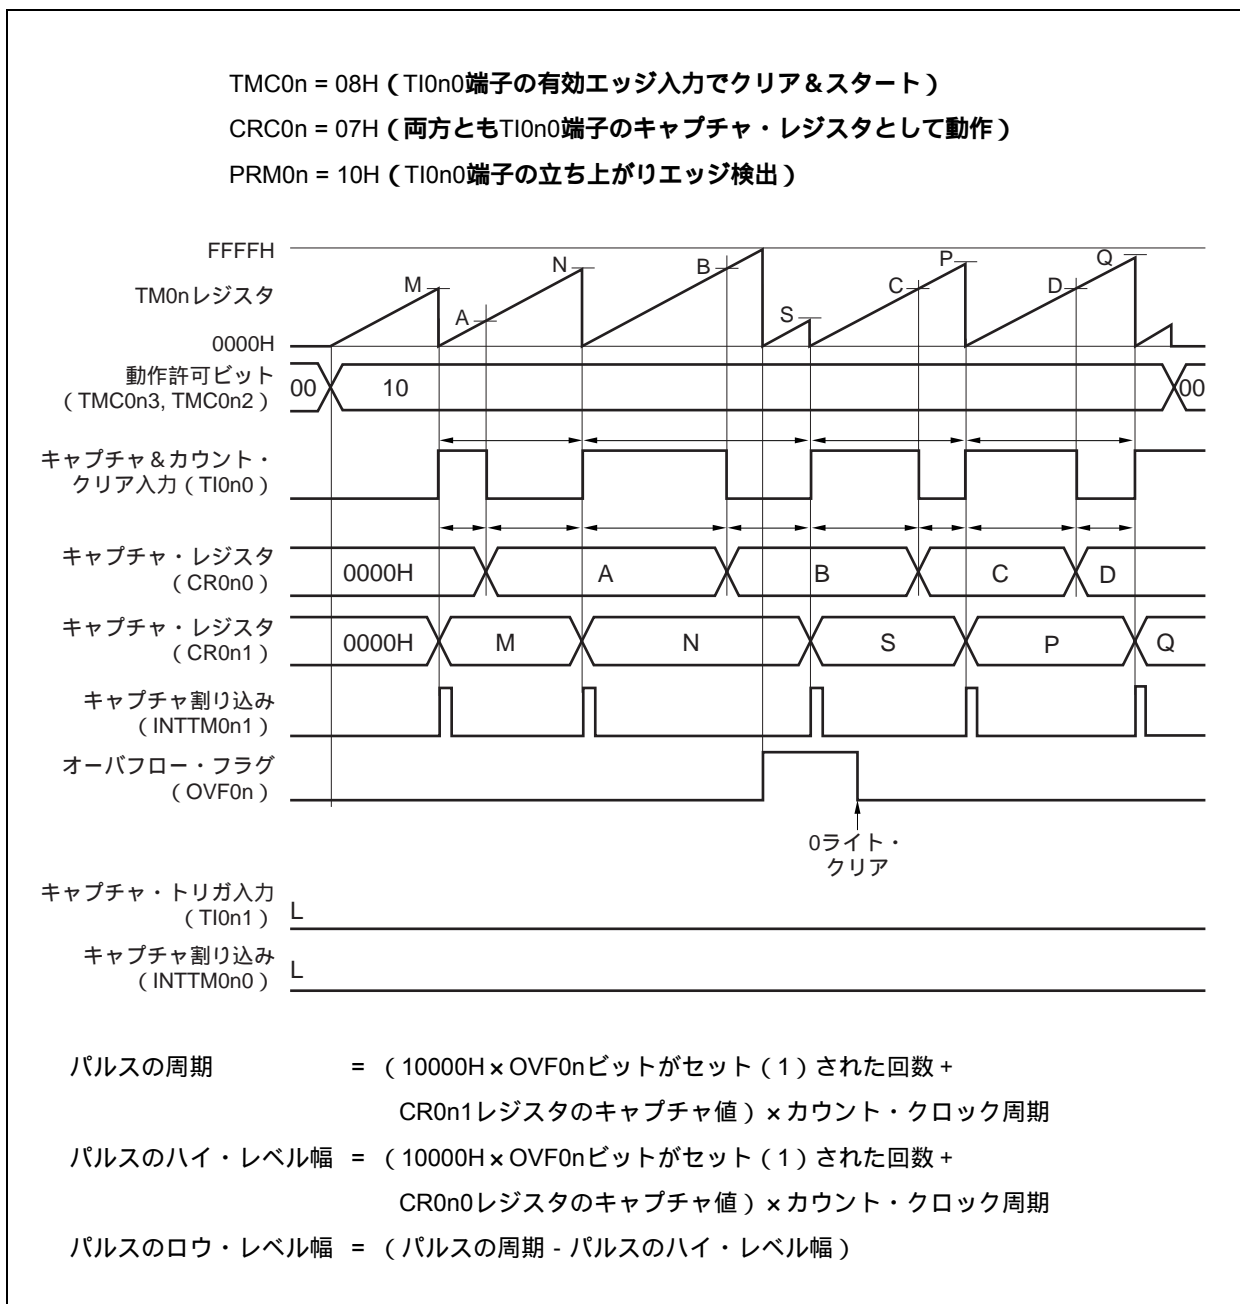 TMC0n = 08H（TI0n0端子の有効エッジ入力でクリア＆スタート）
CRC0n = 07H（両方ともTI0n0端子のキャプチャ・レジスタとして動作）
PRM0n = 10H（TI0n0端子の立ち上がりエッジ検出）
FFFFH
TM0nレジスタ
0000H
M
A
N
B
S
C
P
D
Q
動作許可ビット
（TMC0n3, TMC0n2）
00
10
00
キャプチャ＆カウント・
クリア入力（TI0n0）
キャプチャ・レジスタ
（CR0n0）
0000H
A
B
C
D
キャプチャ・レジスタ
（CR0n1）
0000H
M
N
S
P
Q
キャプチャ割り込み
（INTTM0n1）
オーバフロー・フラグ
（OVF0n）
0ライト・
クリア
キャプチャ・トリガ入力
（TI0n1）
L
キャプチャ割り込み
（INTTM0n0）
L
パルスの周期 = （10000H×OVF0nビットがセット（1）された回数 +
CR0n1レジスタのキャプチャ値）×カウント・クロック周期
パルスのハイ・レベル幅 = （10000H×OVF0nビットがセット（1）された回数 +
CR0n0レジスタのキャプチャ値）×カウント・クロック周期
パルスのロウ・レベル幅 = （パルスの周期 - パルスのハイ・レベル幅）